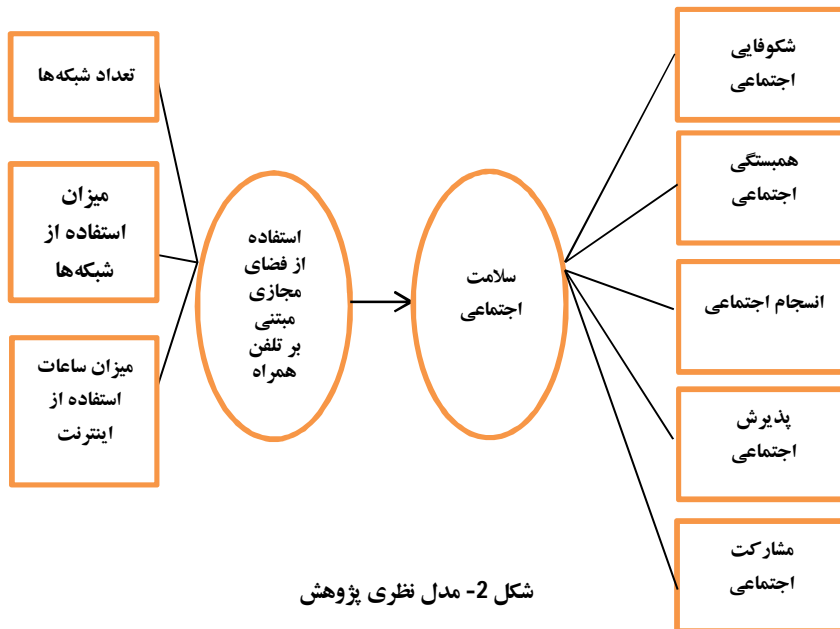 تعداد شبکه‌ها
میزان
استفاده از
شبکه‌ها
میزان ساعات
استفاده از
اینترنت
استفاده
از فضای
مجازی
مبتنی
بر تلفن
همراه
سلامت
اجتماعی
شکوفایی
اجتماعی
همبستگی
اجتماعی
انسجام اجتماعی
پذیرش
اجتماعی
مشارکت
اجتماعی
شکل 2- مدل نظری پژوهش